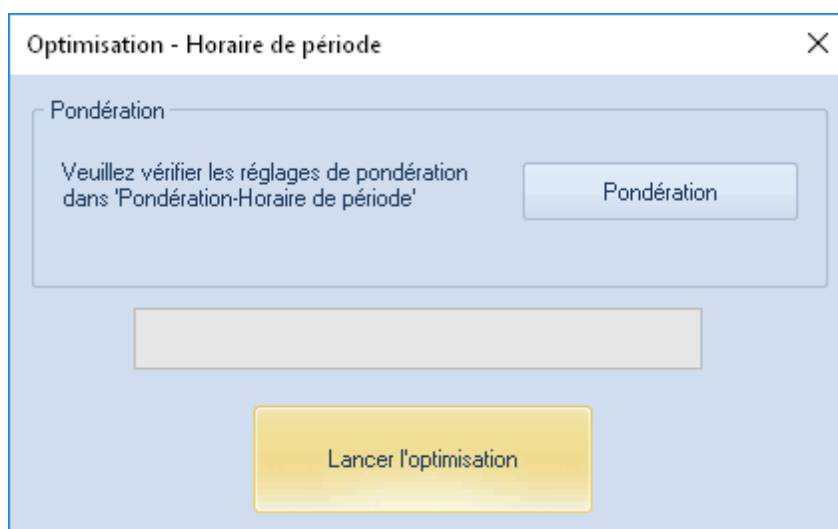 Optimisation - Horaire de période
Pondération
Veuillez vérifier les réglages de pondération
dans 'Pondération-Horaire de période'
Pondération
Lancer l'optimisation